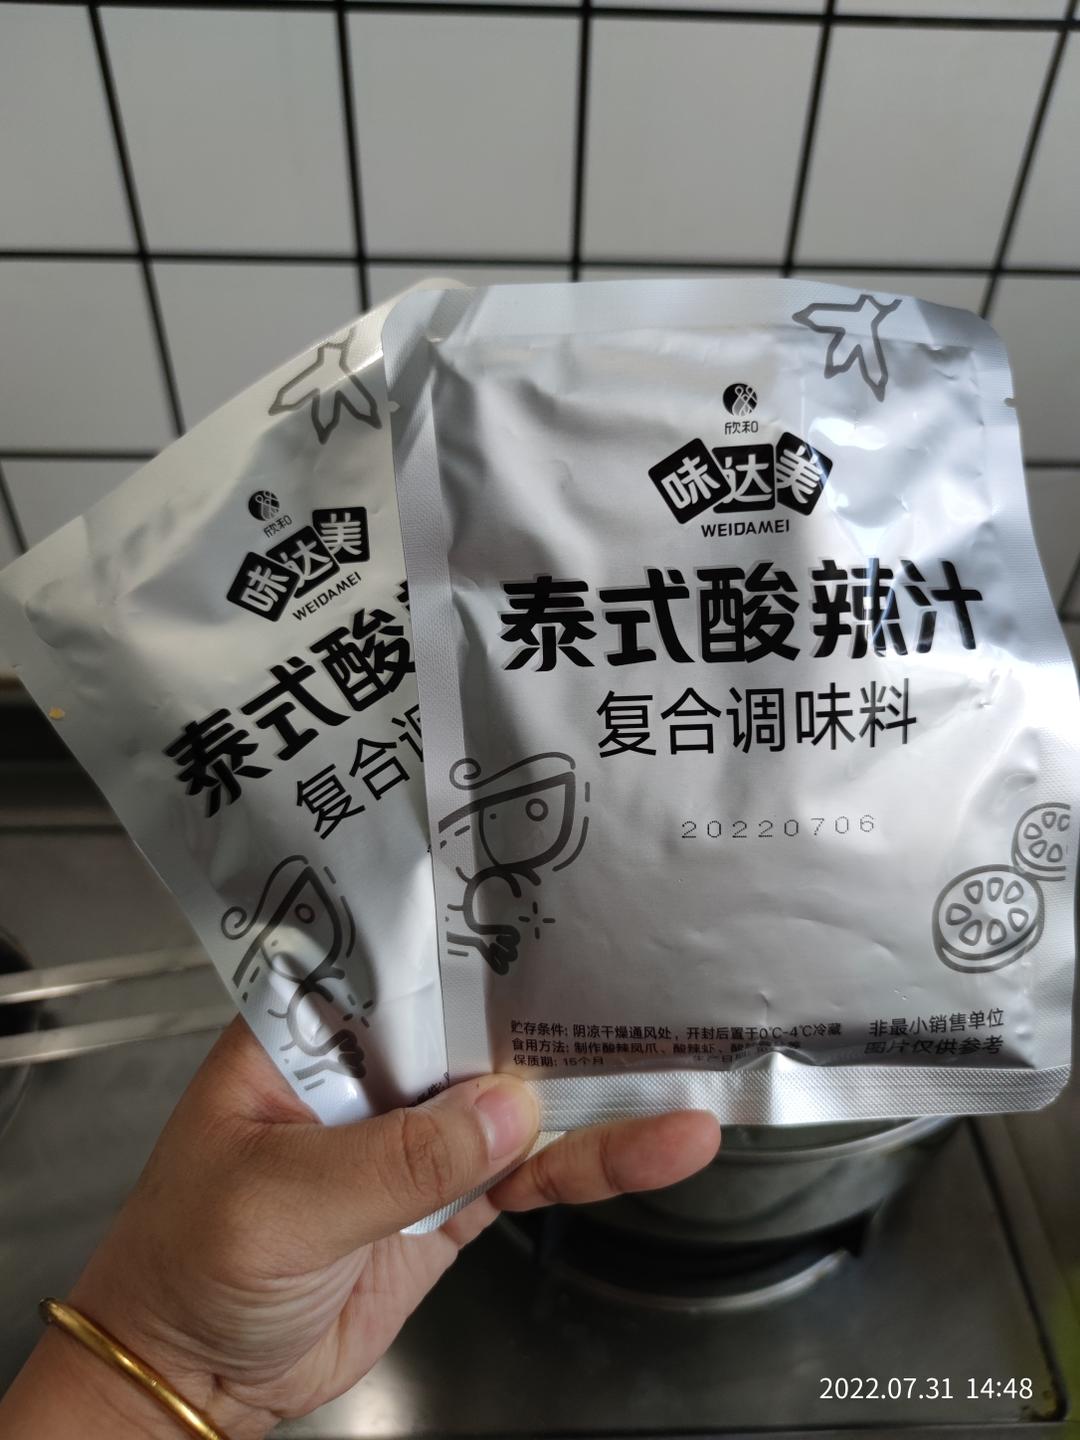 欣和
味达美
WEIDAMEI
泰式酸
复合调
欣和
味达美
WEIDAMEI
泰式酸辣汁
复合调味料
20220706
贮存条件: 阴凉干燥通风处，开封后置于0℃-4℃冷藏
食用方法: 制作酸辣凤爪、酸辣虾、
保质期: 15个月
非最小销售单位
图片仅供参考
2022.07.31 14:48